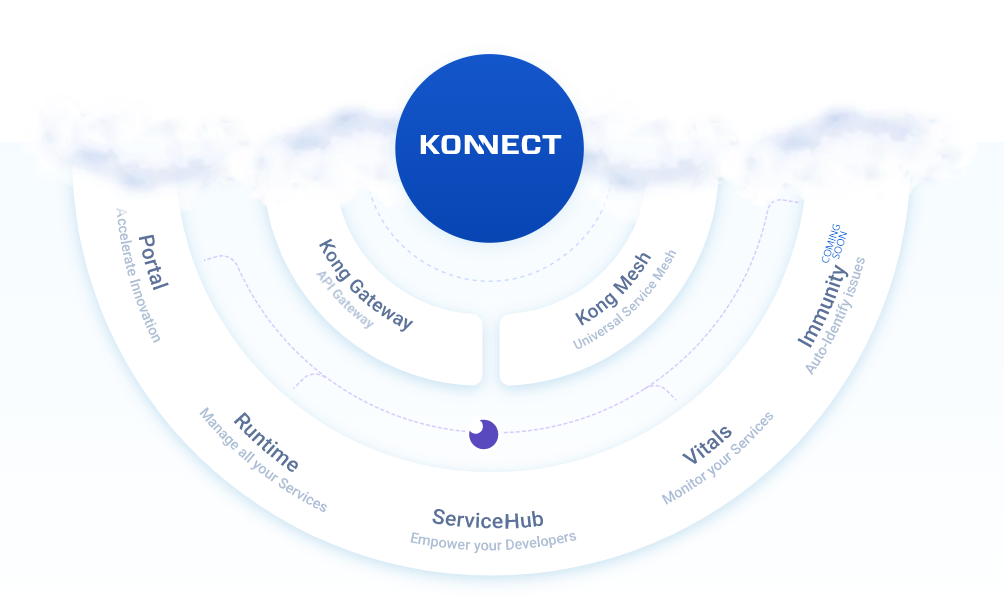 KONNECT
Kong Gateway
API Gateway
Kong Mesh
Universal Service Mesh
Portal
Accelerate Innovation
Runtime
Manage all your Services
ServiceHub
Empower your Developers
Vitals
Monitor your Services
COMING
SOON
Immunity
Auto-Identify issues